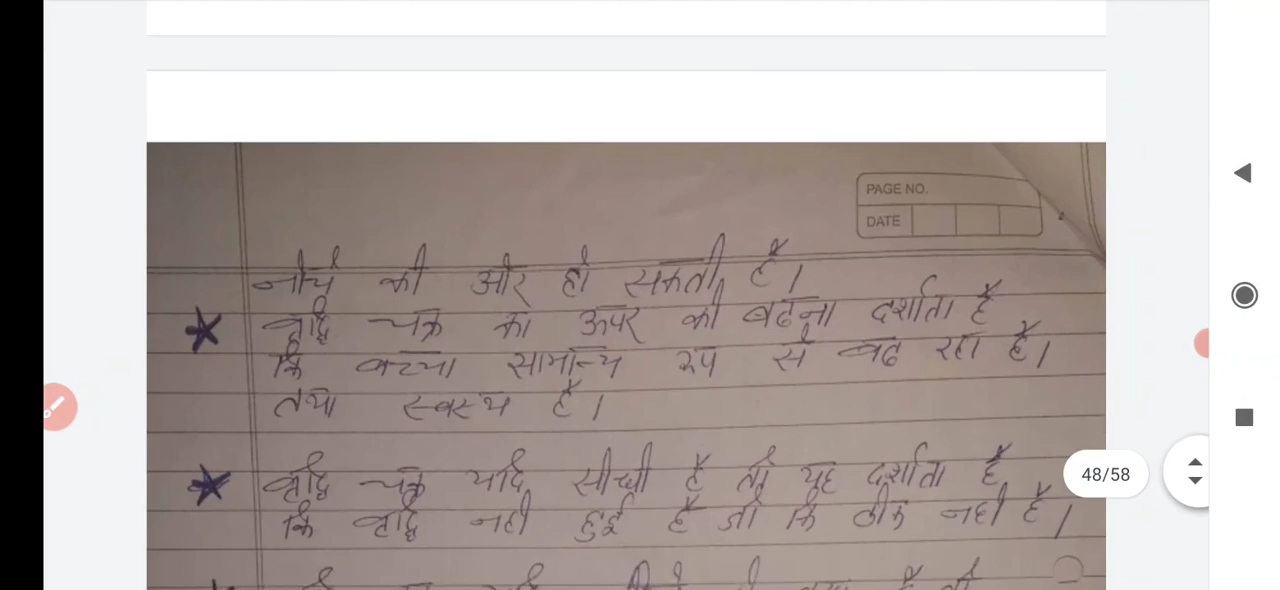 PAGE NO.
DATE
नीचे की ओर हो सकती है।
वृद्धि चक्र का ऊपर की बढना दर्शाता है
कि बच्चा सामान्य रूप से बढ रहा है।
तथा स्वस्थ है।
वृद्धि चक्र यदि सीधी है तो यह दर्शाता है
कि वृद्धि नही हुई है जो कि ठीक नही है।
48/58